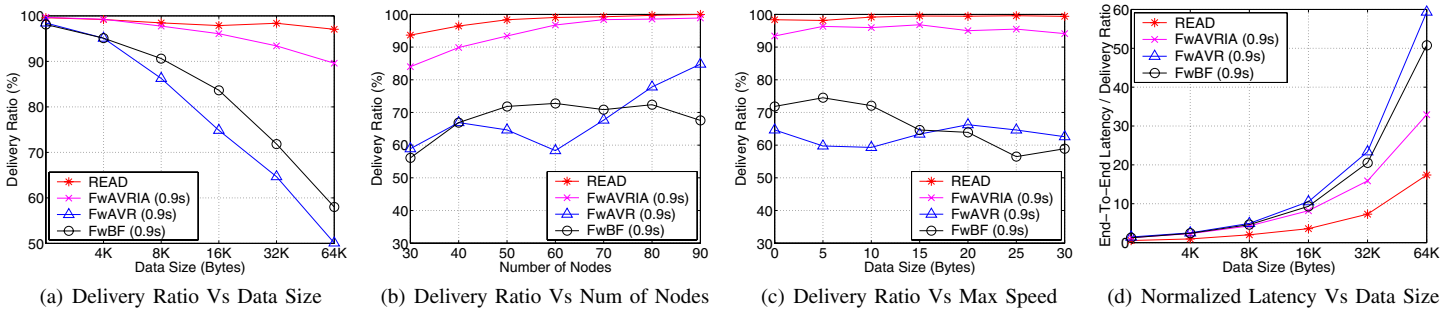 100
90
80
70
60
50
4K 8K 16K 32K 64K
Delivery Ratio (%)
Data Size (Bytes)
READ
FwAVRIA (0.9s)
FwAVR (0.9s)
FwBF (0.9s)
(a) Delivery Ratio Vs Data Size
100
90
80
70
60
50
40
30
30 40 50 60 70 80 90
Delivery Ratio (%)
Number of Nodes
READ
FwAVRIA (0.9s)
FwAVR (0.9s)
FwBF (0.9s)
(b) Delivery Ratio Vs Num of Nodes
100
90
80
70
60
50
40
30
0 5 10 15 20 25 30
Delivery Ratio (%)
Data Size (Bytes)
READ
FwAVRIA (0.9s)
FwAVR (0.9s)
FwBF (0.9s)
(c) Delivery Ratio Vs Max Speed
60
50
40
30
20
10
0
4K 8K 16K 32K 64K
End−To−End Latency / Delivery Ratio
Data Size (Bytes)
READ
FwAVRIA (0.9s)
FwAVR (0.9s)
FwBF (0.9s)
(d) Normalized Latency Vs Data Size